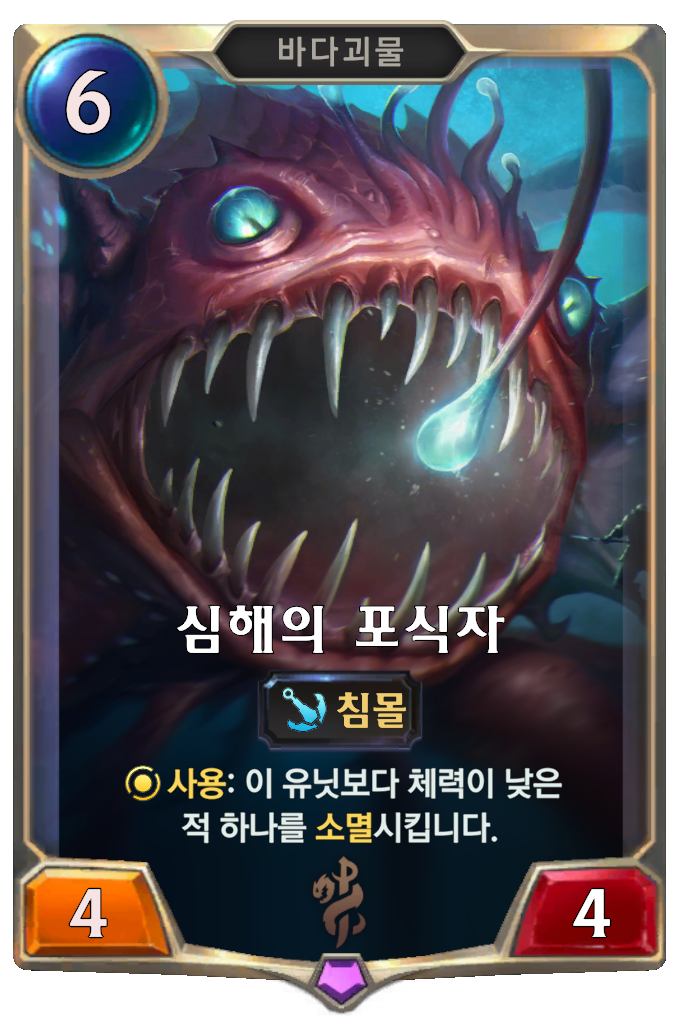 바다괴물
6
심해의 포식자
침몰
사용: 이 유닛보다 체력이 낮은
적 하나를 소멸시킵니다.
4
4